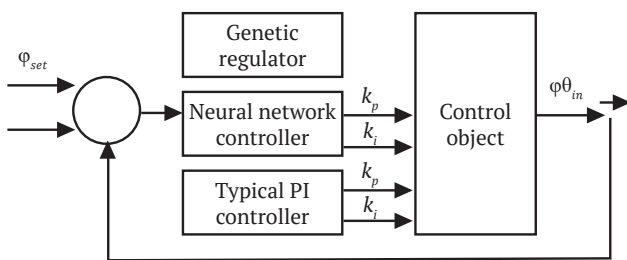 Genetic
regulator
φset
Neural network
controller
kp
ki
Control
object
φθin
Typical PI
controller
kp
ki